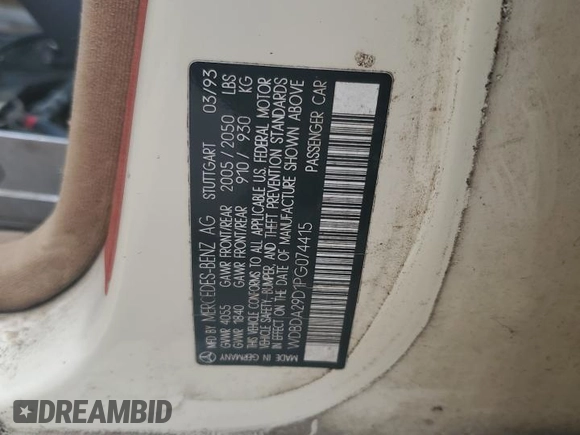 MFD BY MERCEDES-BENZ AG STUTTGART 03/93
GVWR 4055 GAWR FRONT/REAR 2005 / 2050 LBS
GVWR 1840 GAWR FRONT/REAR 910 / 930 KG
THIS VEHICLE CONFORMS TO ALL APPLICABLE U.S. FEDERAL MOTOR
VEHICLE SAFETY, BUMPER, AND THEFT PREVENTION STANDARDS
IN EFFECT ON THE DATE OF MANUFACTURE SHOWN ABOVE
WDBDA29D1PG074415 PASSENGER CAR
MADE IN GERMANY
DREAMBID